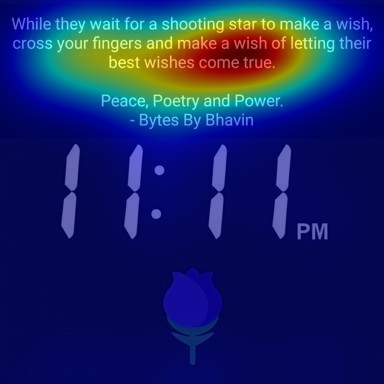 While they wait for a shooting star to make a wish,
cross your fingers and make a wish of letting their
best wishes come true.
Peace, Poetry and Power.
- Bytes By Bhavin
11:11 PM